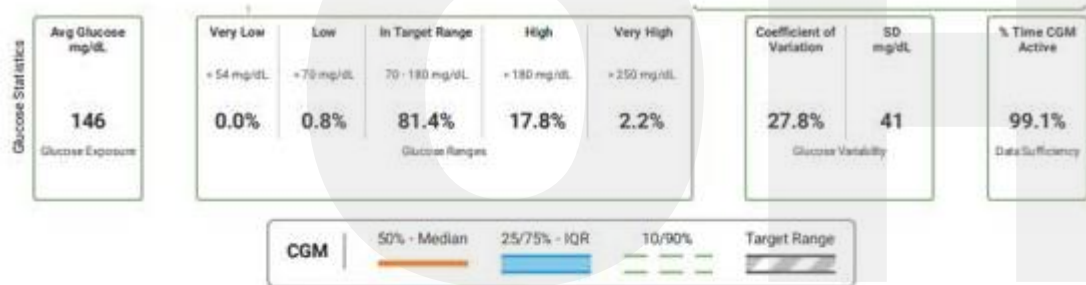 Glucose Statistics
Avg Glucose
mg/dL
146
Glucose Exposure
Very Low
< 54 mg/dL
0.0%
Low
< 70 mg/dL
0.8%
In Target Range
70 - 180 mg/dL
81.4%
High
> 180 mg/dL
17.8%
Very High
> 250 mg/dL
2.2%
Glucose Ranges
Coefficient of
Variation
27.8%
SD
mg/dL
41
Glucose Variability
% Time CGM
Active
99.1%
Data Sufficiency
CGM
50% - Median
25/75% - IQR
10/90%
Target Range